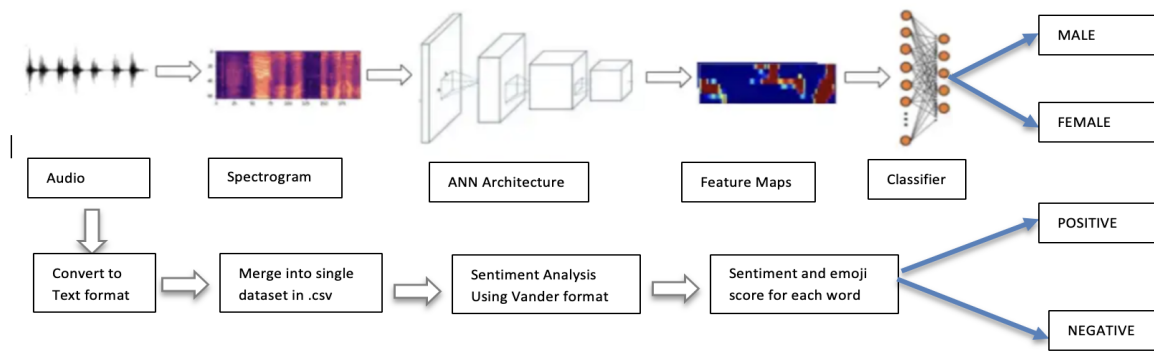 MALE
FEMALE
Audio
Spectrogram
ANN Architecture
Feature Maps
Classifier
Convert to
Text format
Merge into single
dataset in .csv
Sentiment Analysis
Using Vander format
Sentiment and emoji
score for each word
POSITIVE
NEGATIVE